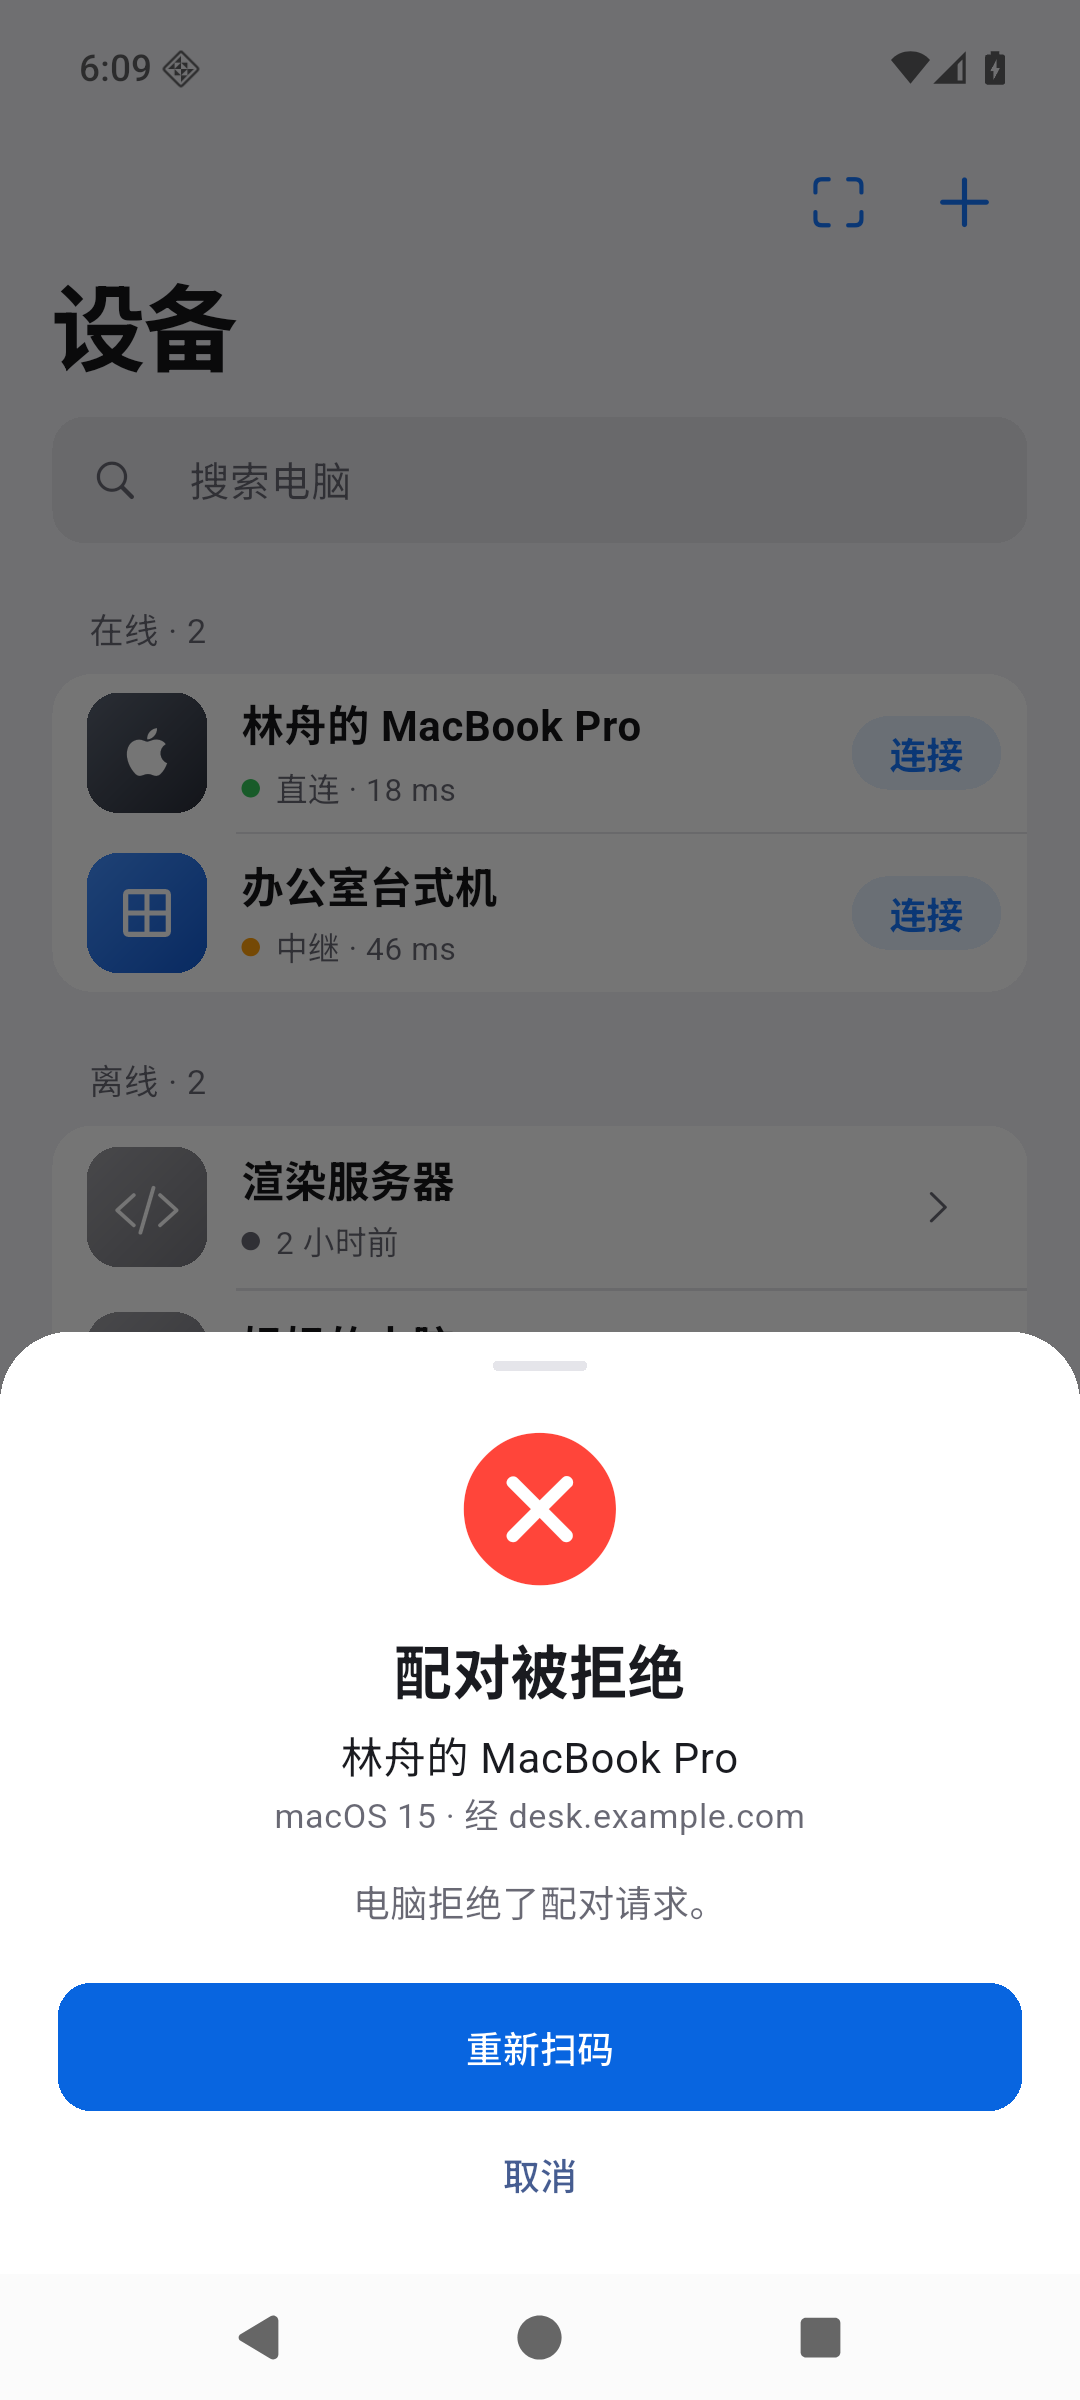 6:09
设备
搜索电脑
在线 · 2
林舟的 MacBook Pro
直连 · 18 ms
连接
办公室台式机
中继 · 46 ms
连接
离线 · 2
渲染服务器
2 小时前
配对被拒绝
林舟的 MacBook Pro
macOS 15 · 经 desk.example.com
电脑拒绝了配对请求。
重新扫码
取消